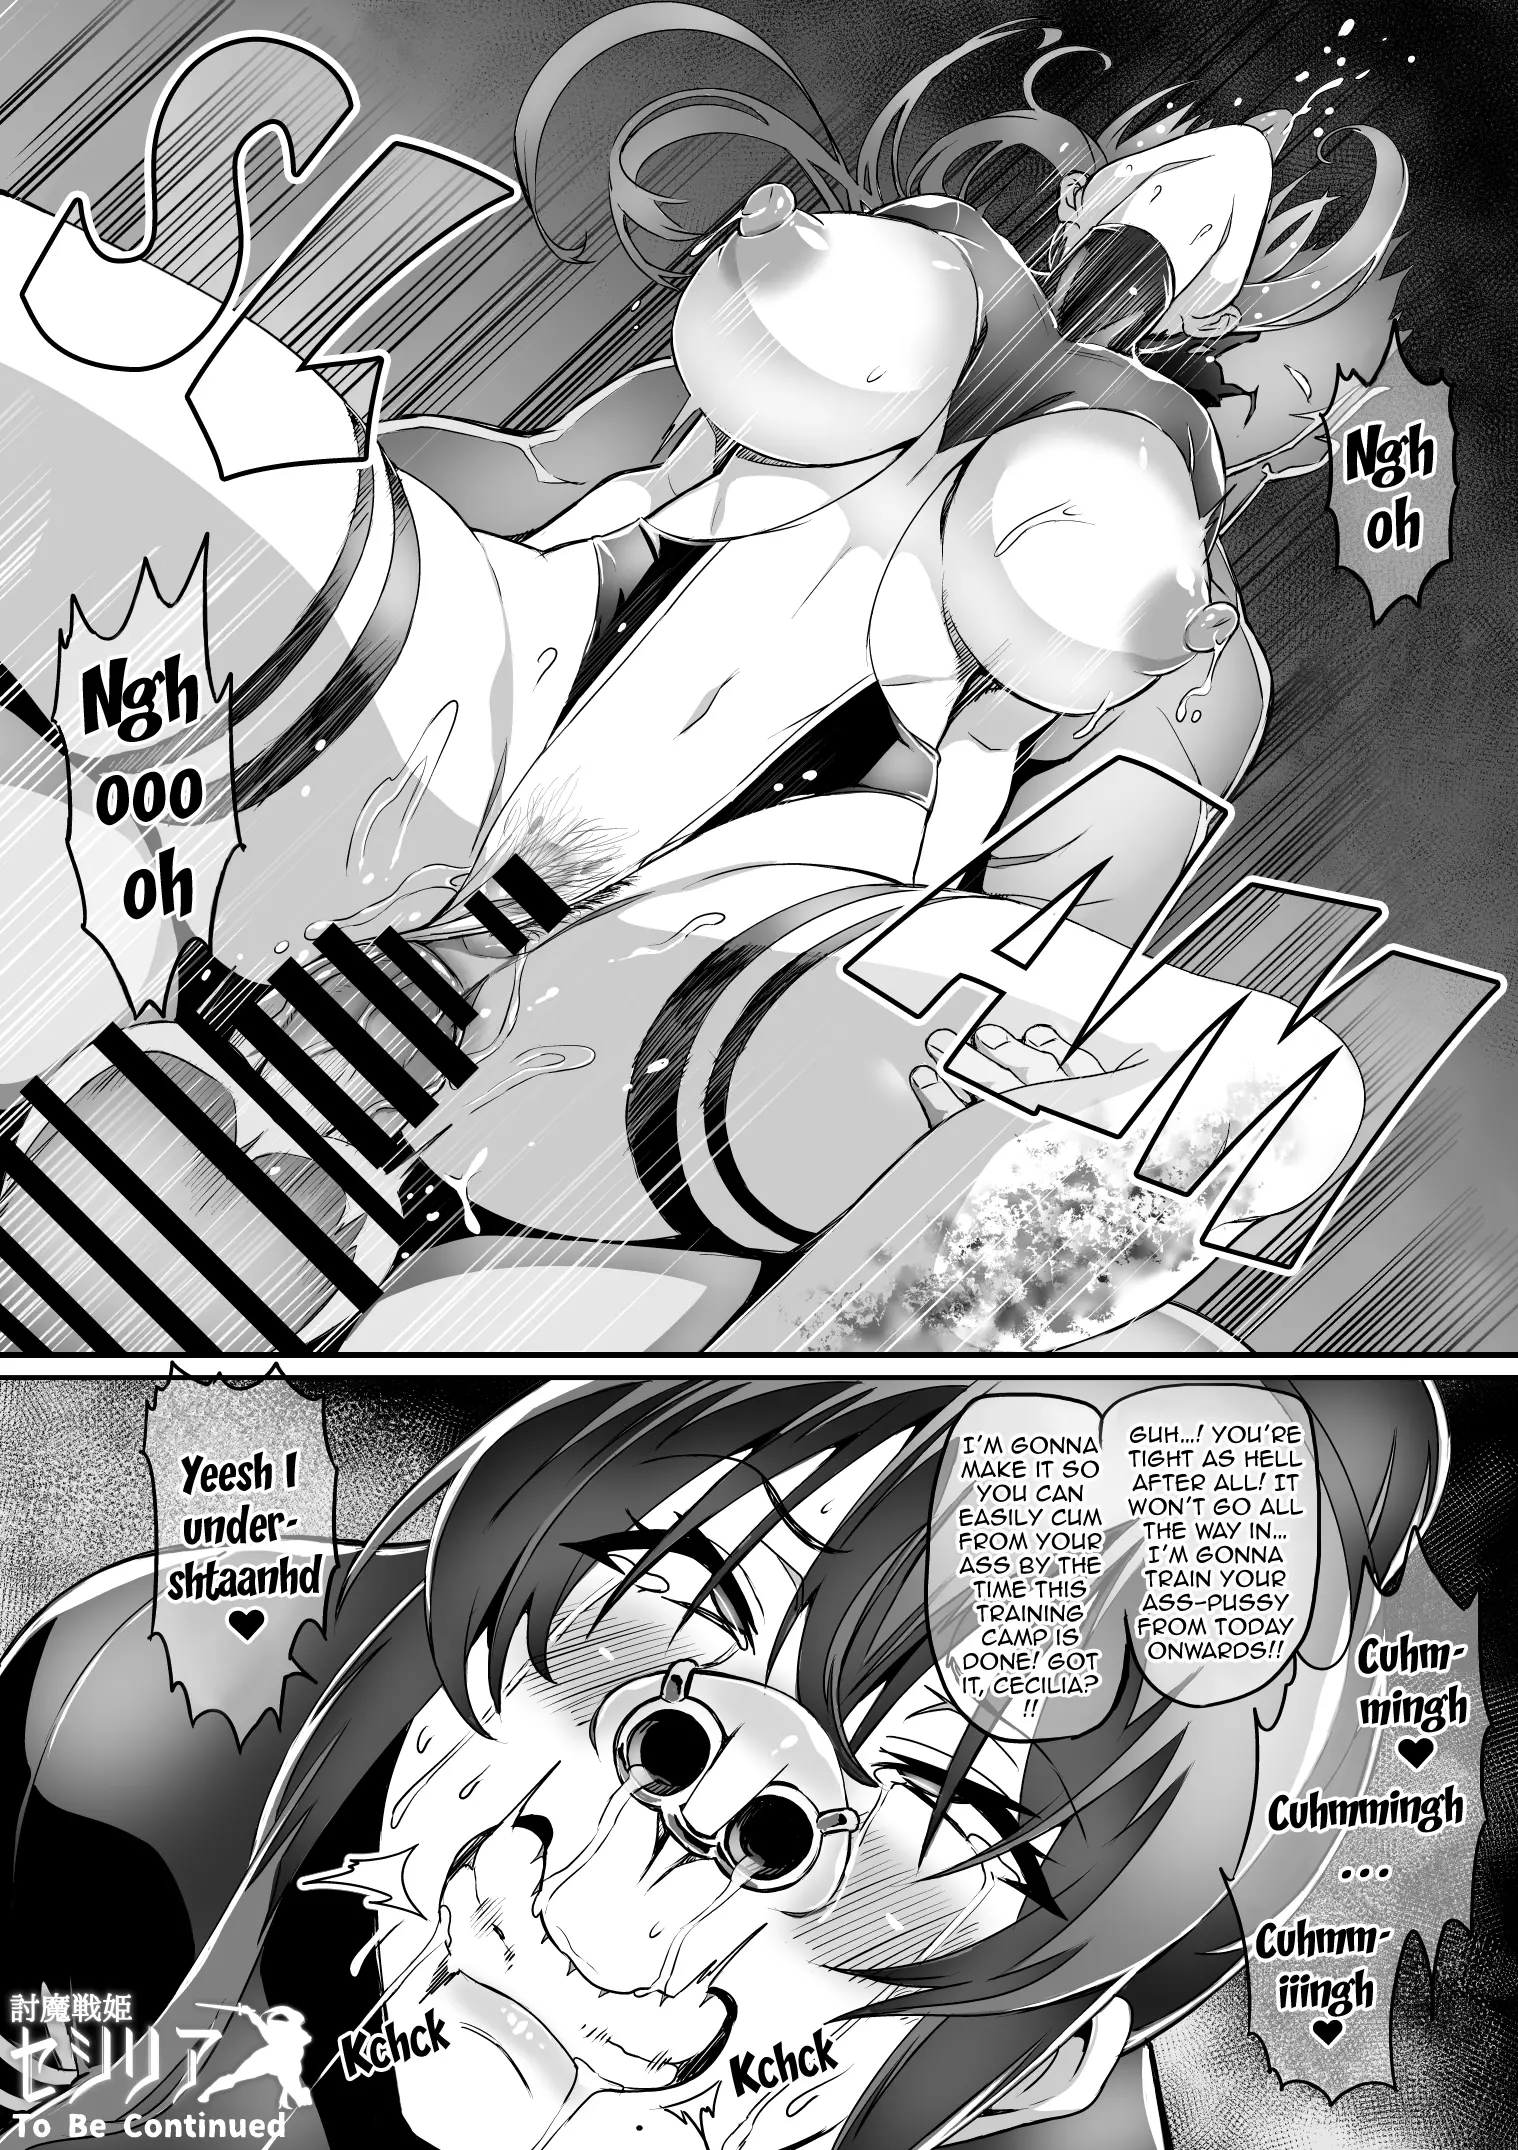 SL
AM
Ngh
oh
Ngh
ooo
oh
GUH...! YOU'RE
TIGHT AS HELL
AFTER ALL! IT
WON'T GO ALL
THE WAY IN...
I'M GONNA
TRAIN YOUR
ASS-PUSSY
FROM TODAY
ONWARDS!!
I'M GONNA
MAKE IT SO
YOU CAN
EASILY CUM
FROM YOUR
ASS BY THE
TIME THIS
TRAINING
CAMP IS
DONE! GOT
IT, CECILIA?
!!
Cuhm-
mingh
♥
Cuhmmingh
...
Cuhmm-
iiingh
♥
Yeesh I
under-
shtaanhd
♥
Kchck
Kchck
討魔戦姫
セシリア
To Be Continued